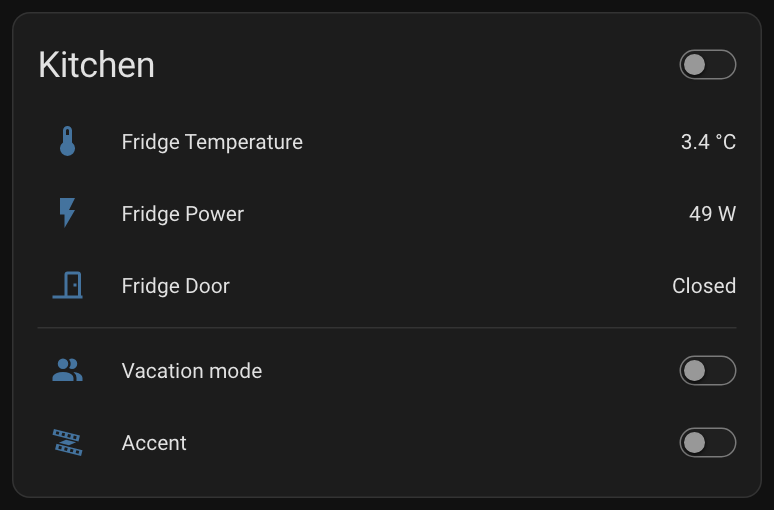 Kitchen
Fridge Temperature 3.4 °C
Fridge Power 49 W
Fridge Door Closed
Vacation mode
Accent